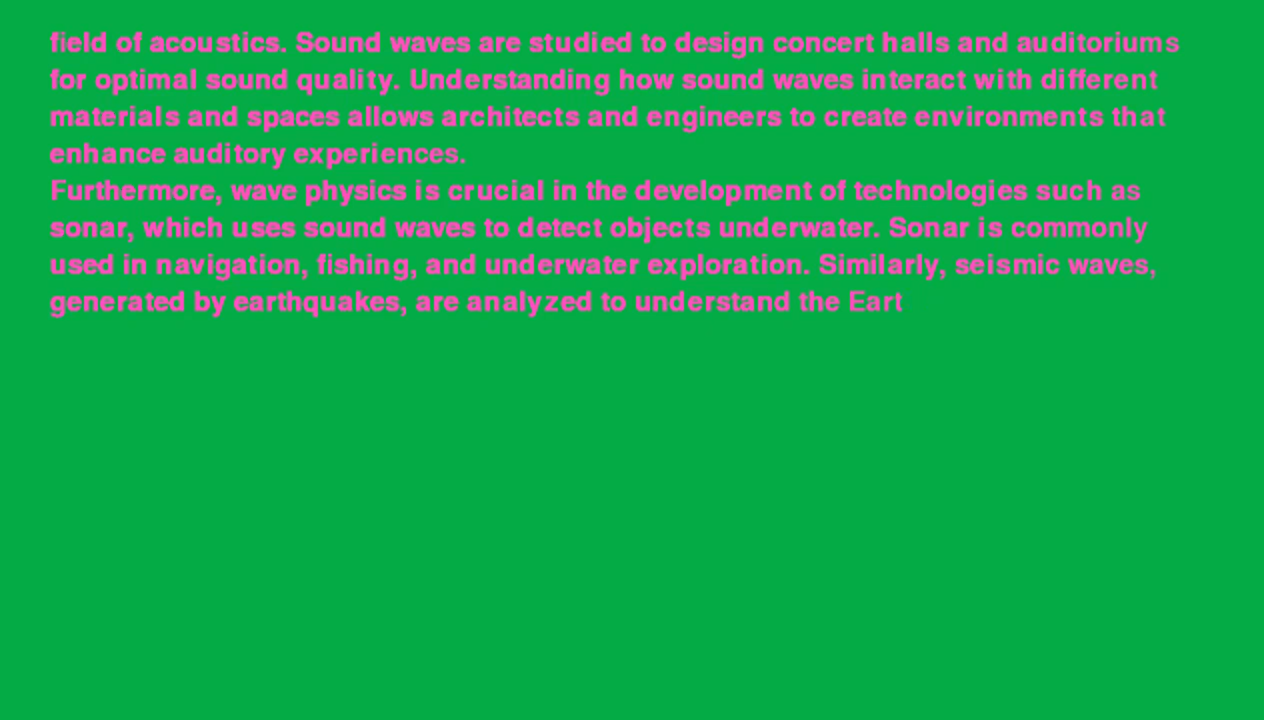 field of acoustics. Sound waves are studied to design concert halls and auditoriums
for optimal sound quality. Understanding how sound waves interact with different
materials and spaces allows architects and engineers to create environments that
enhance auditory experiences.
Furthermore, wave physics is crucial in the development of technologies such as
sonar, which uses sound waves to detect objects underwater. Sonar is commonly
used in navigation, fishing, and underwater exploration. Similarly, seismic waves,
generated by earthquakes, are analyzed to understand the Eart